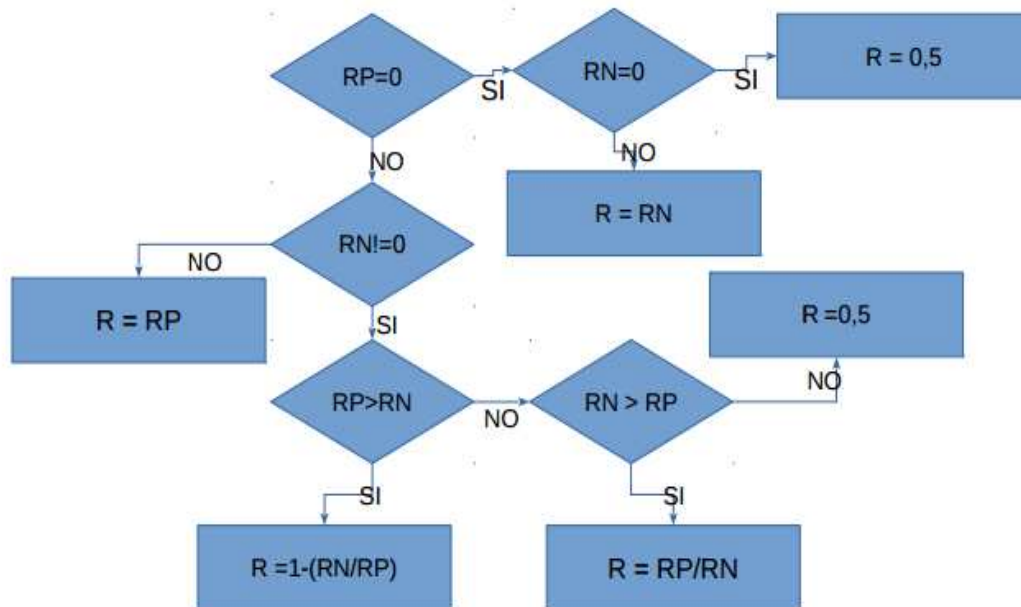 RP=0
SI
RN=0
SI
R = 0,5
NO
NO
R = RN
RN!=0
NO
R = RP
SI
R =0,5
RP>RN
NO
RN > RP
NO
SI
SI
R =1-(RN/RP)
R = RP/RN